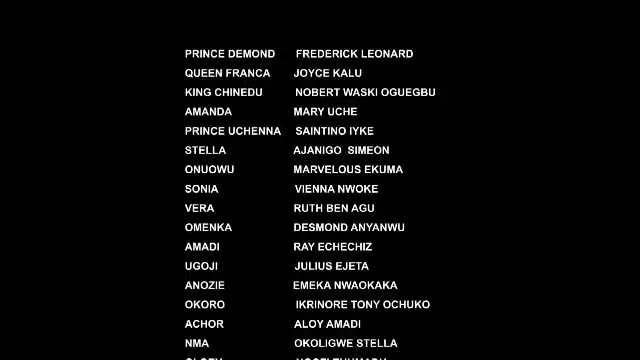 PRINCE DEMOND FREDERICK LEONARD
QUEEN FRANCA JOYCE KALU
KING CHINEDU NOBERT WASKI OGUEGBU
AMANDA MARY UCHE
PRINCE UCHENNA SAINTINO IYKE
STELLA AJANIGO SIMEON
ONUOWU MARVELOUS EKUMA
SONIA VIENNA NWOKE
VERA RUTH BEN AGU
OMENKA DESMOND ANYANWU
AMADI RAY ECHECHIZ
UGOJI JULIUS EJETA
ANOZIE EMEKA NWAOKAKA
OKORO IKRINORE TONY OCHUKO
ACHOR ALOY AMADI
NMA OKOLIGWE STELLA